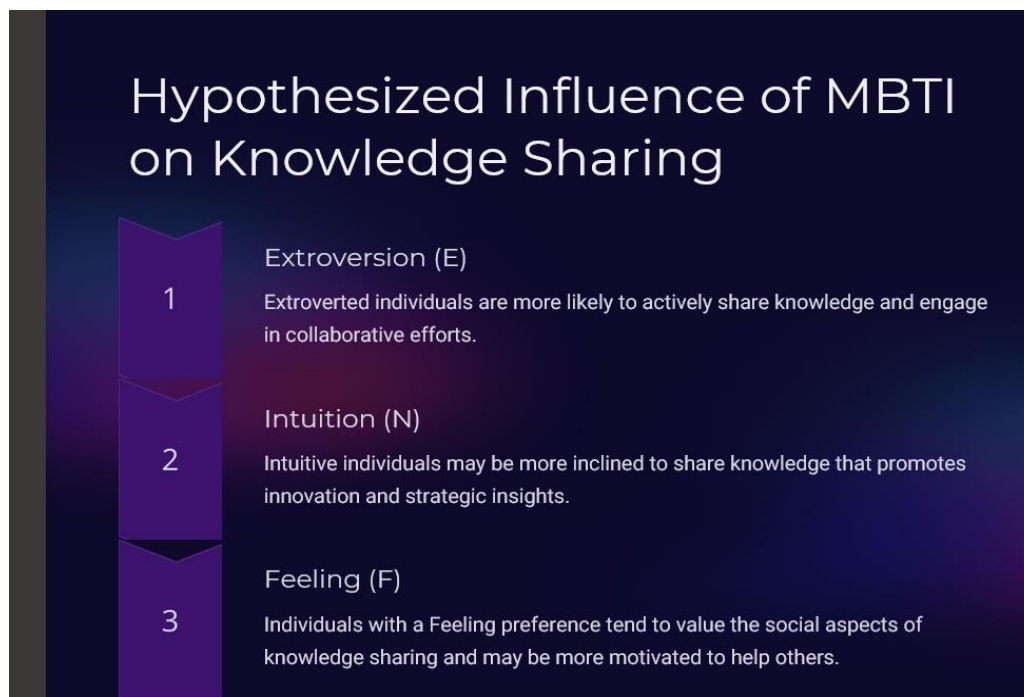 Hypothesized Influence of MBTI
on Knowledge Sharing
1
Extroversion (E)
Extroverted individuals are more likely to actively share knowledge and engage
in collaborative efforts.
2
Intuition (N)
Intuitive individuals may be more inclined to share knowledge that promotes
innovation and strategic insights.
3
Feeling (F)
Individuals with a Feeling preference tend to value the social aspects of
knowledge sharing and may be more motivated to help others.